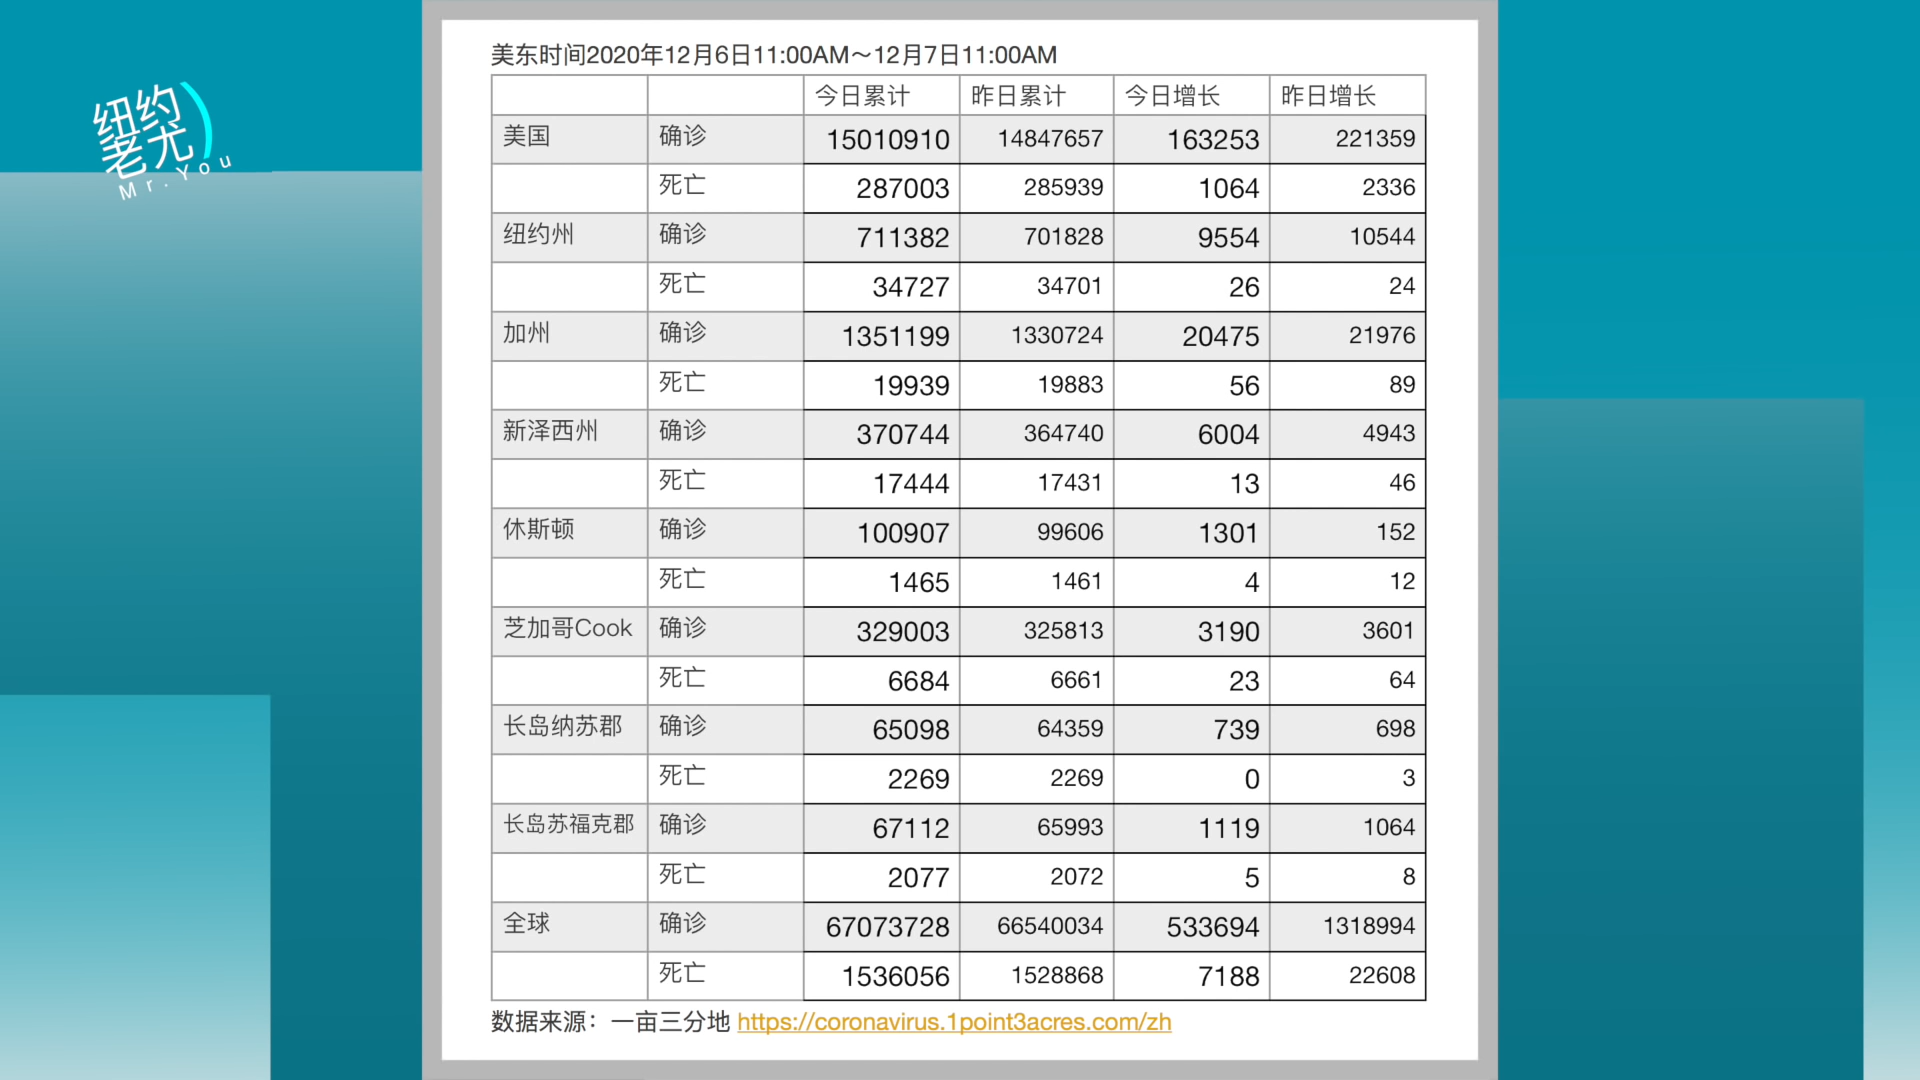 纽约
老尤
Mr.You
美东时间2020年12月6日11:00AM～12月7日11:00AM
今日累计 昨日累计 今日增长 昨日增长
美国 确诊 15010910 14847657 163253 221359
死亡 287003 285939 1064 2336
纽约州 确诊 711382 701828 9554 10544
死亡 34727 34701 26 24
加州 确诊 1351199 1330724 20475 21976
死亡 19939 19883 56 89
新泽西州 确诊 370744 364740 6004 4943
死亡 17444 17431 13 46
休斯顿 确诊 100907 99606 1301 152
死亡 1465 1461 4 12
芝加哥Cook 确诊 329003 325813 3190 3601
死亡 6684 6661 23 64
长岛纳苏郡 确诊 65098 64359 739 698
死亡 2269 2269 0 3
长岛苏福克郡 确诊 67112 65993 1119 1064
死亡 2077 2072 5 8
全球 确诊 67073728 66540034 533694 1318994
死亡 1536056 1528868 7188 22608
数据来源：一亩三分地 https://coronavirus.1point3acres.com/zh